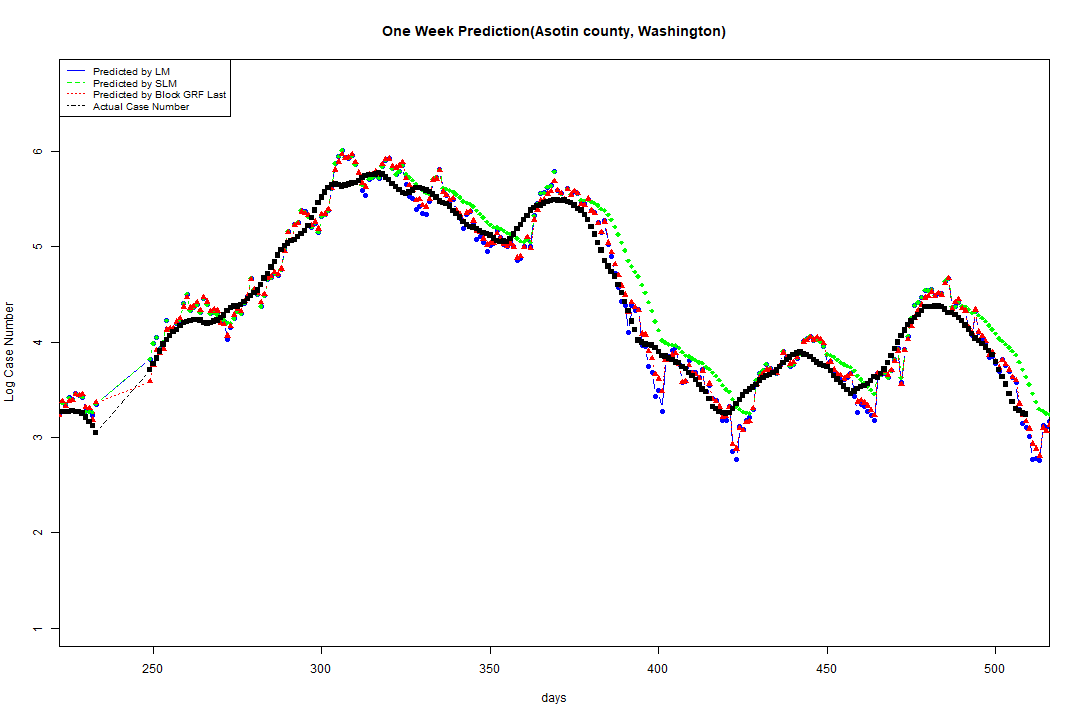 One Week Prediction(Asotin county, Washington)
Predicted by LM
Predicted by SLM
Predicted by Block GRF Last
Actual Case Number
6
5
4
3
2
1
Log Case Number
250 300 350 400 450 500
days